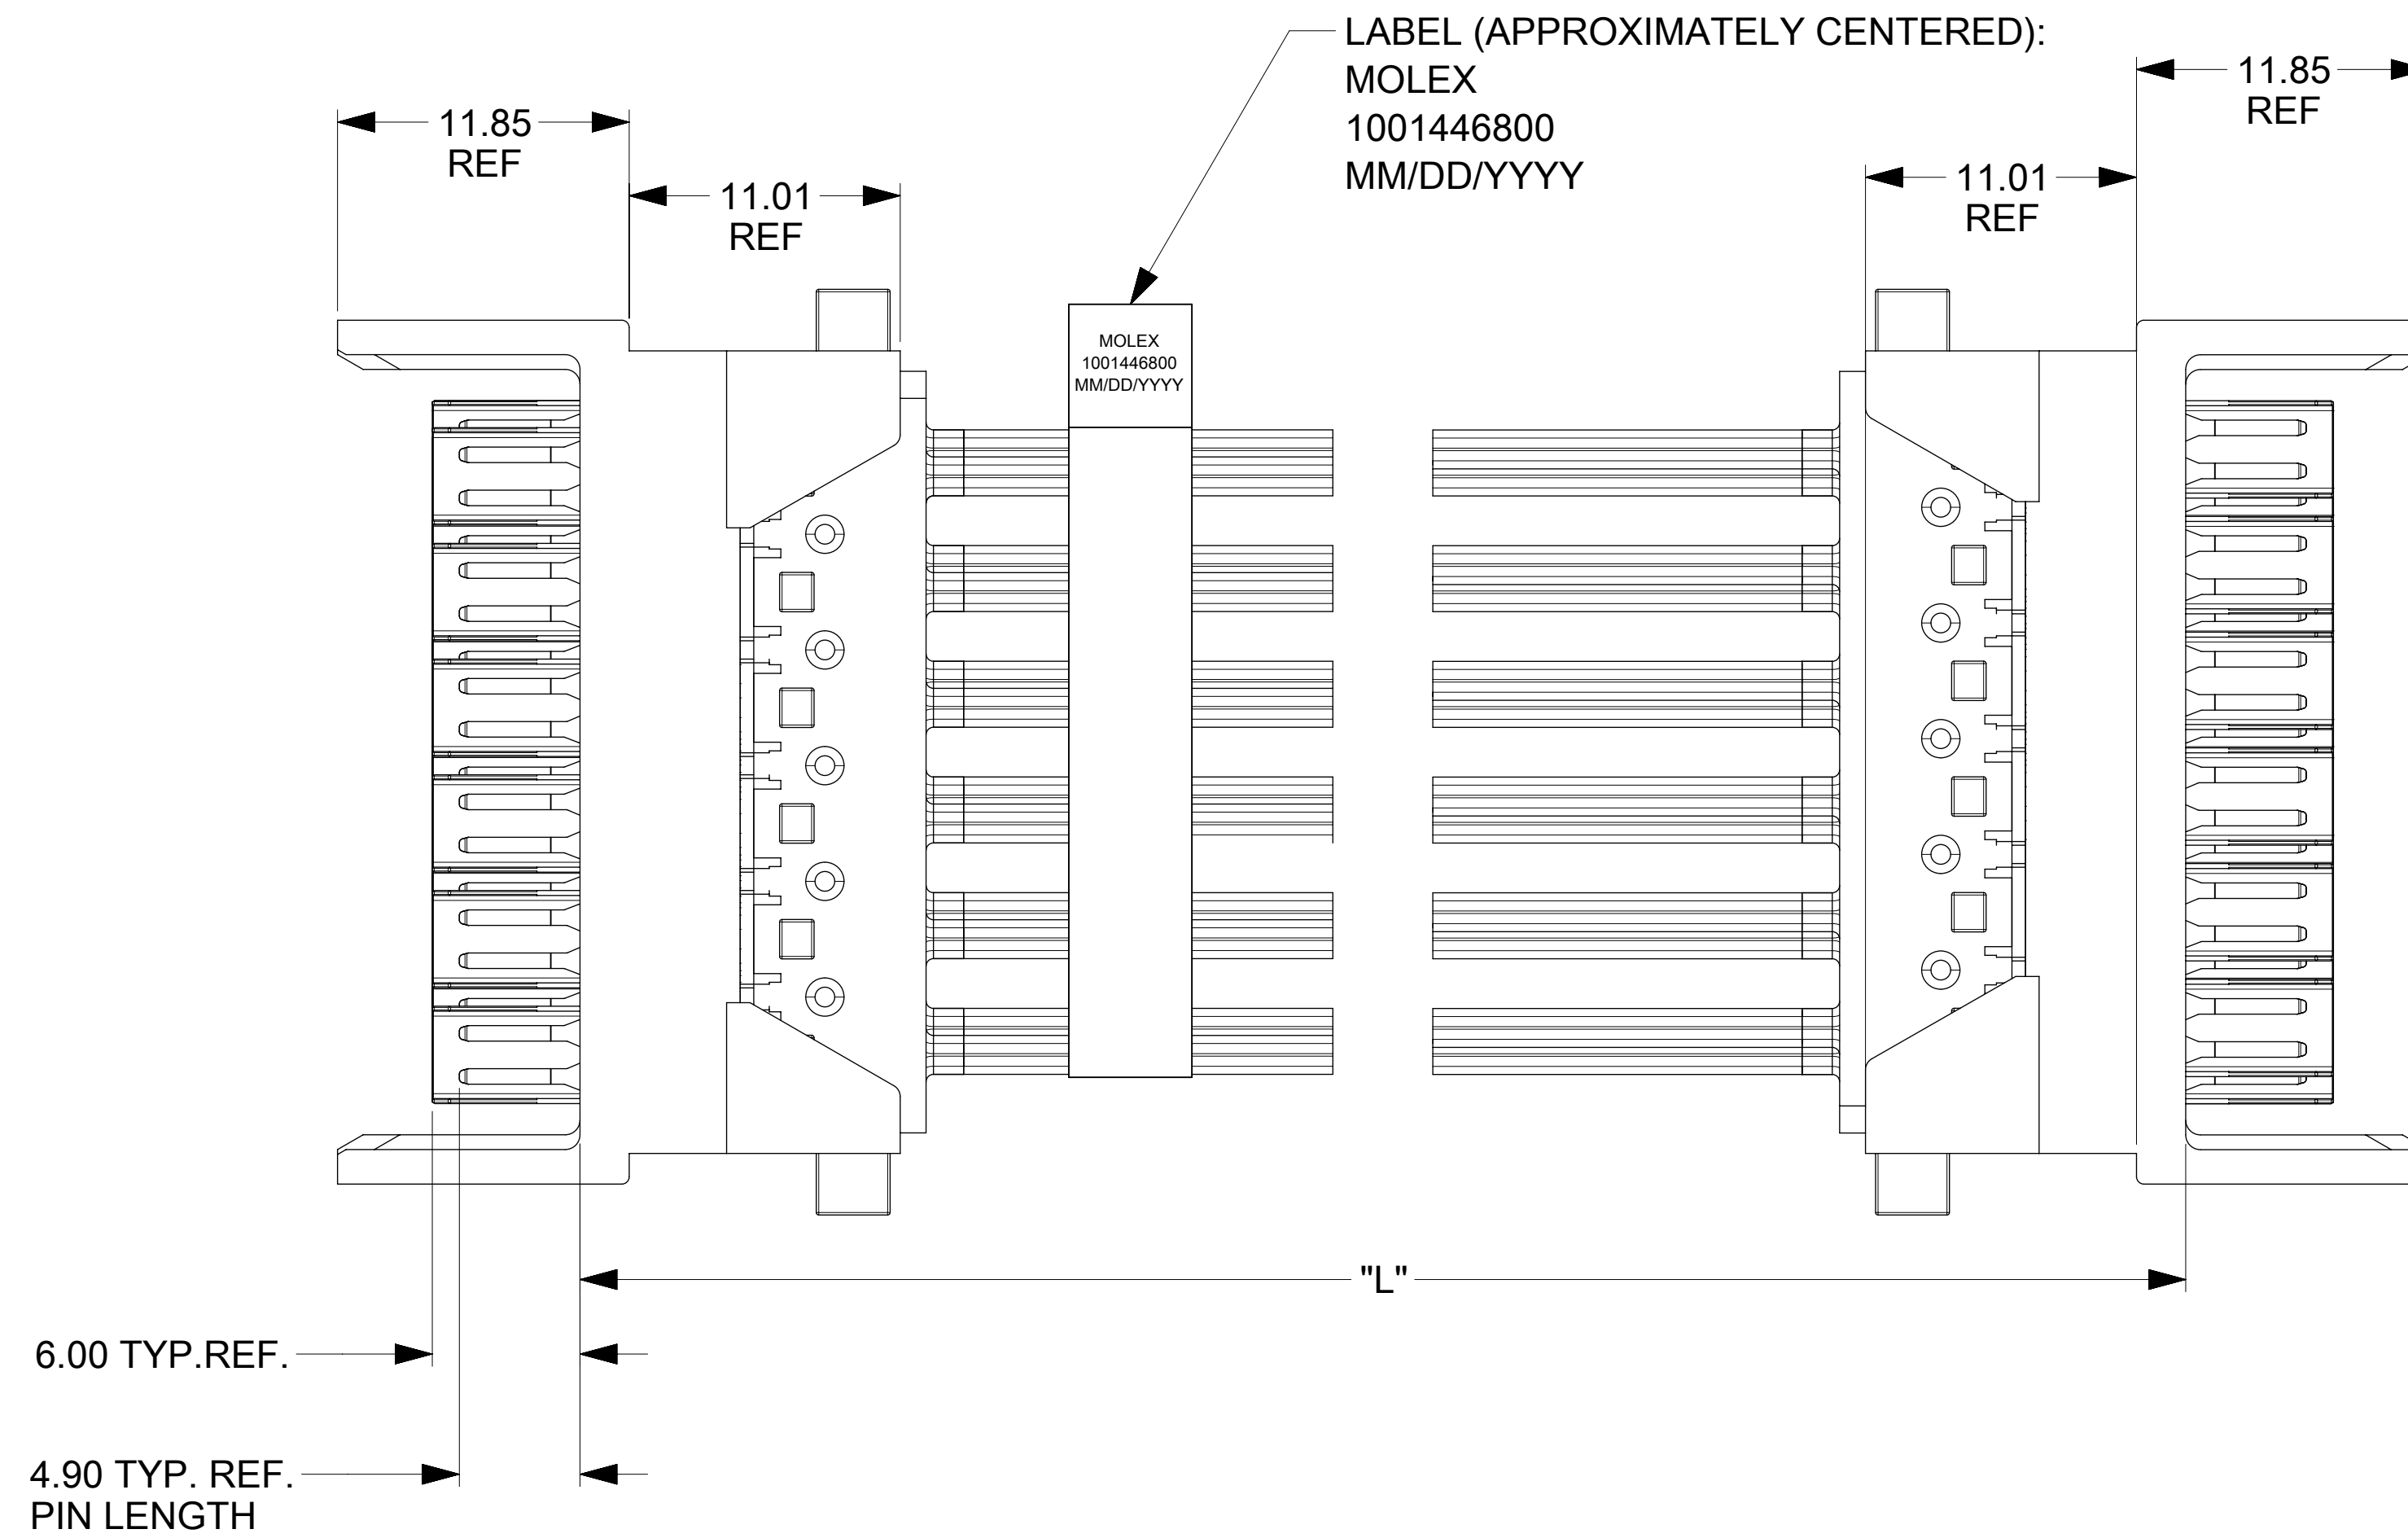 LABEL (APPROXIMATELY CENTERED):
MOLEX
1001446800
MM/DD/YYYY
11.85
REF
11.85
REF
11.01
REF
11.01
REF
MOLEX
1001446800
MM/DD/YYYY
"L"
6.00 TYP.REF.
4.90 TYP. REF.
PIN LENGTH